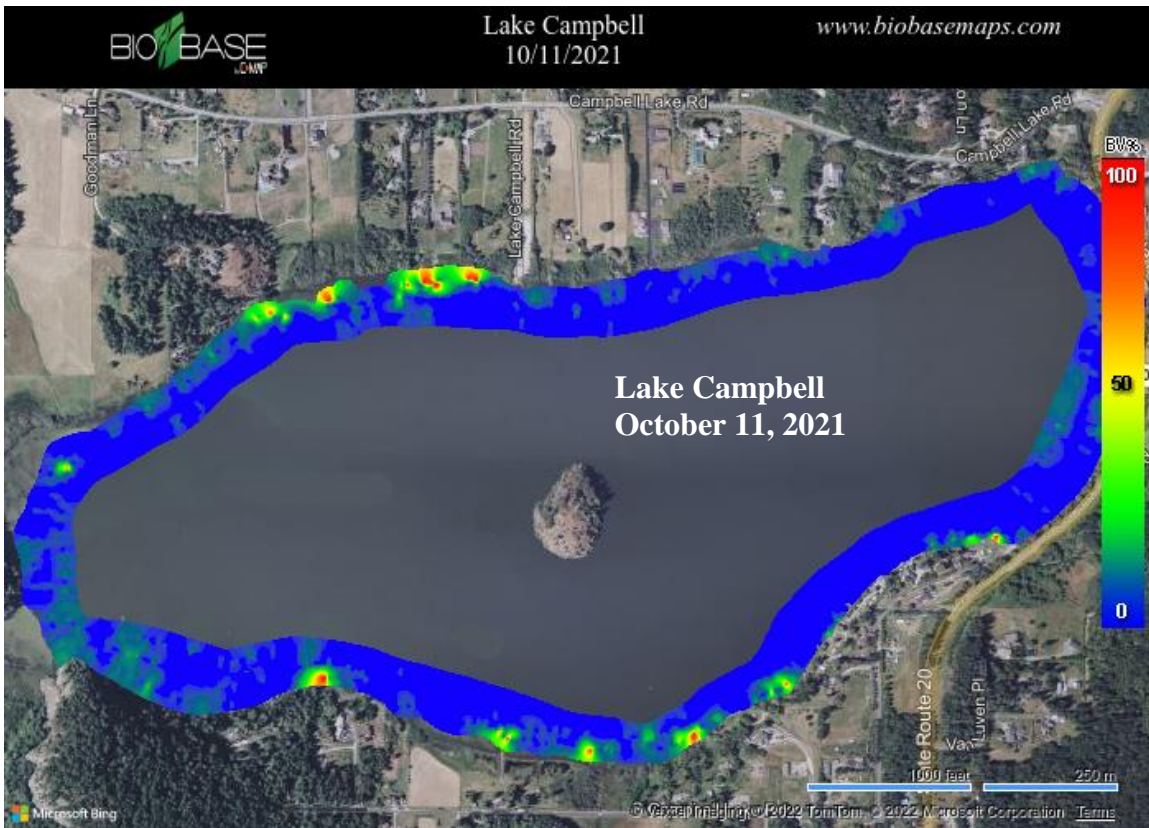 BIO BASE
Lake Campbell
10/11/2021
www.biobasemaps.com
Campbell Lake Rd
Goodman Ln
Lake Campbell Rd
Campbell Lake Rd
BV%
100
50
0
Lake Campbell
October 11, 2021
Route 20
Luven Pl
1000 feet
250 m
Microsoft Bing
2022 TomTom, © 2022 Microsoft Corporation Terms